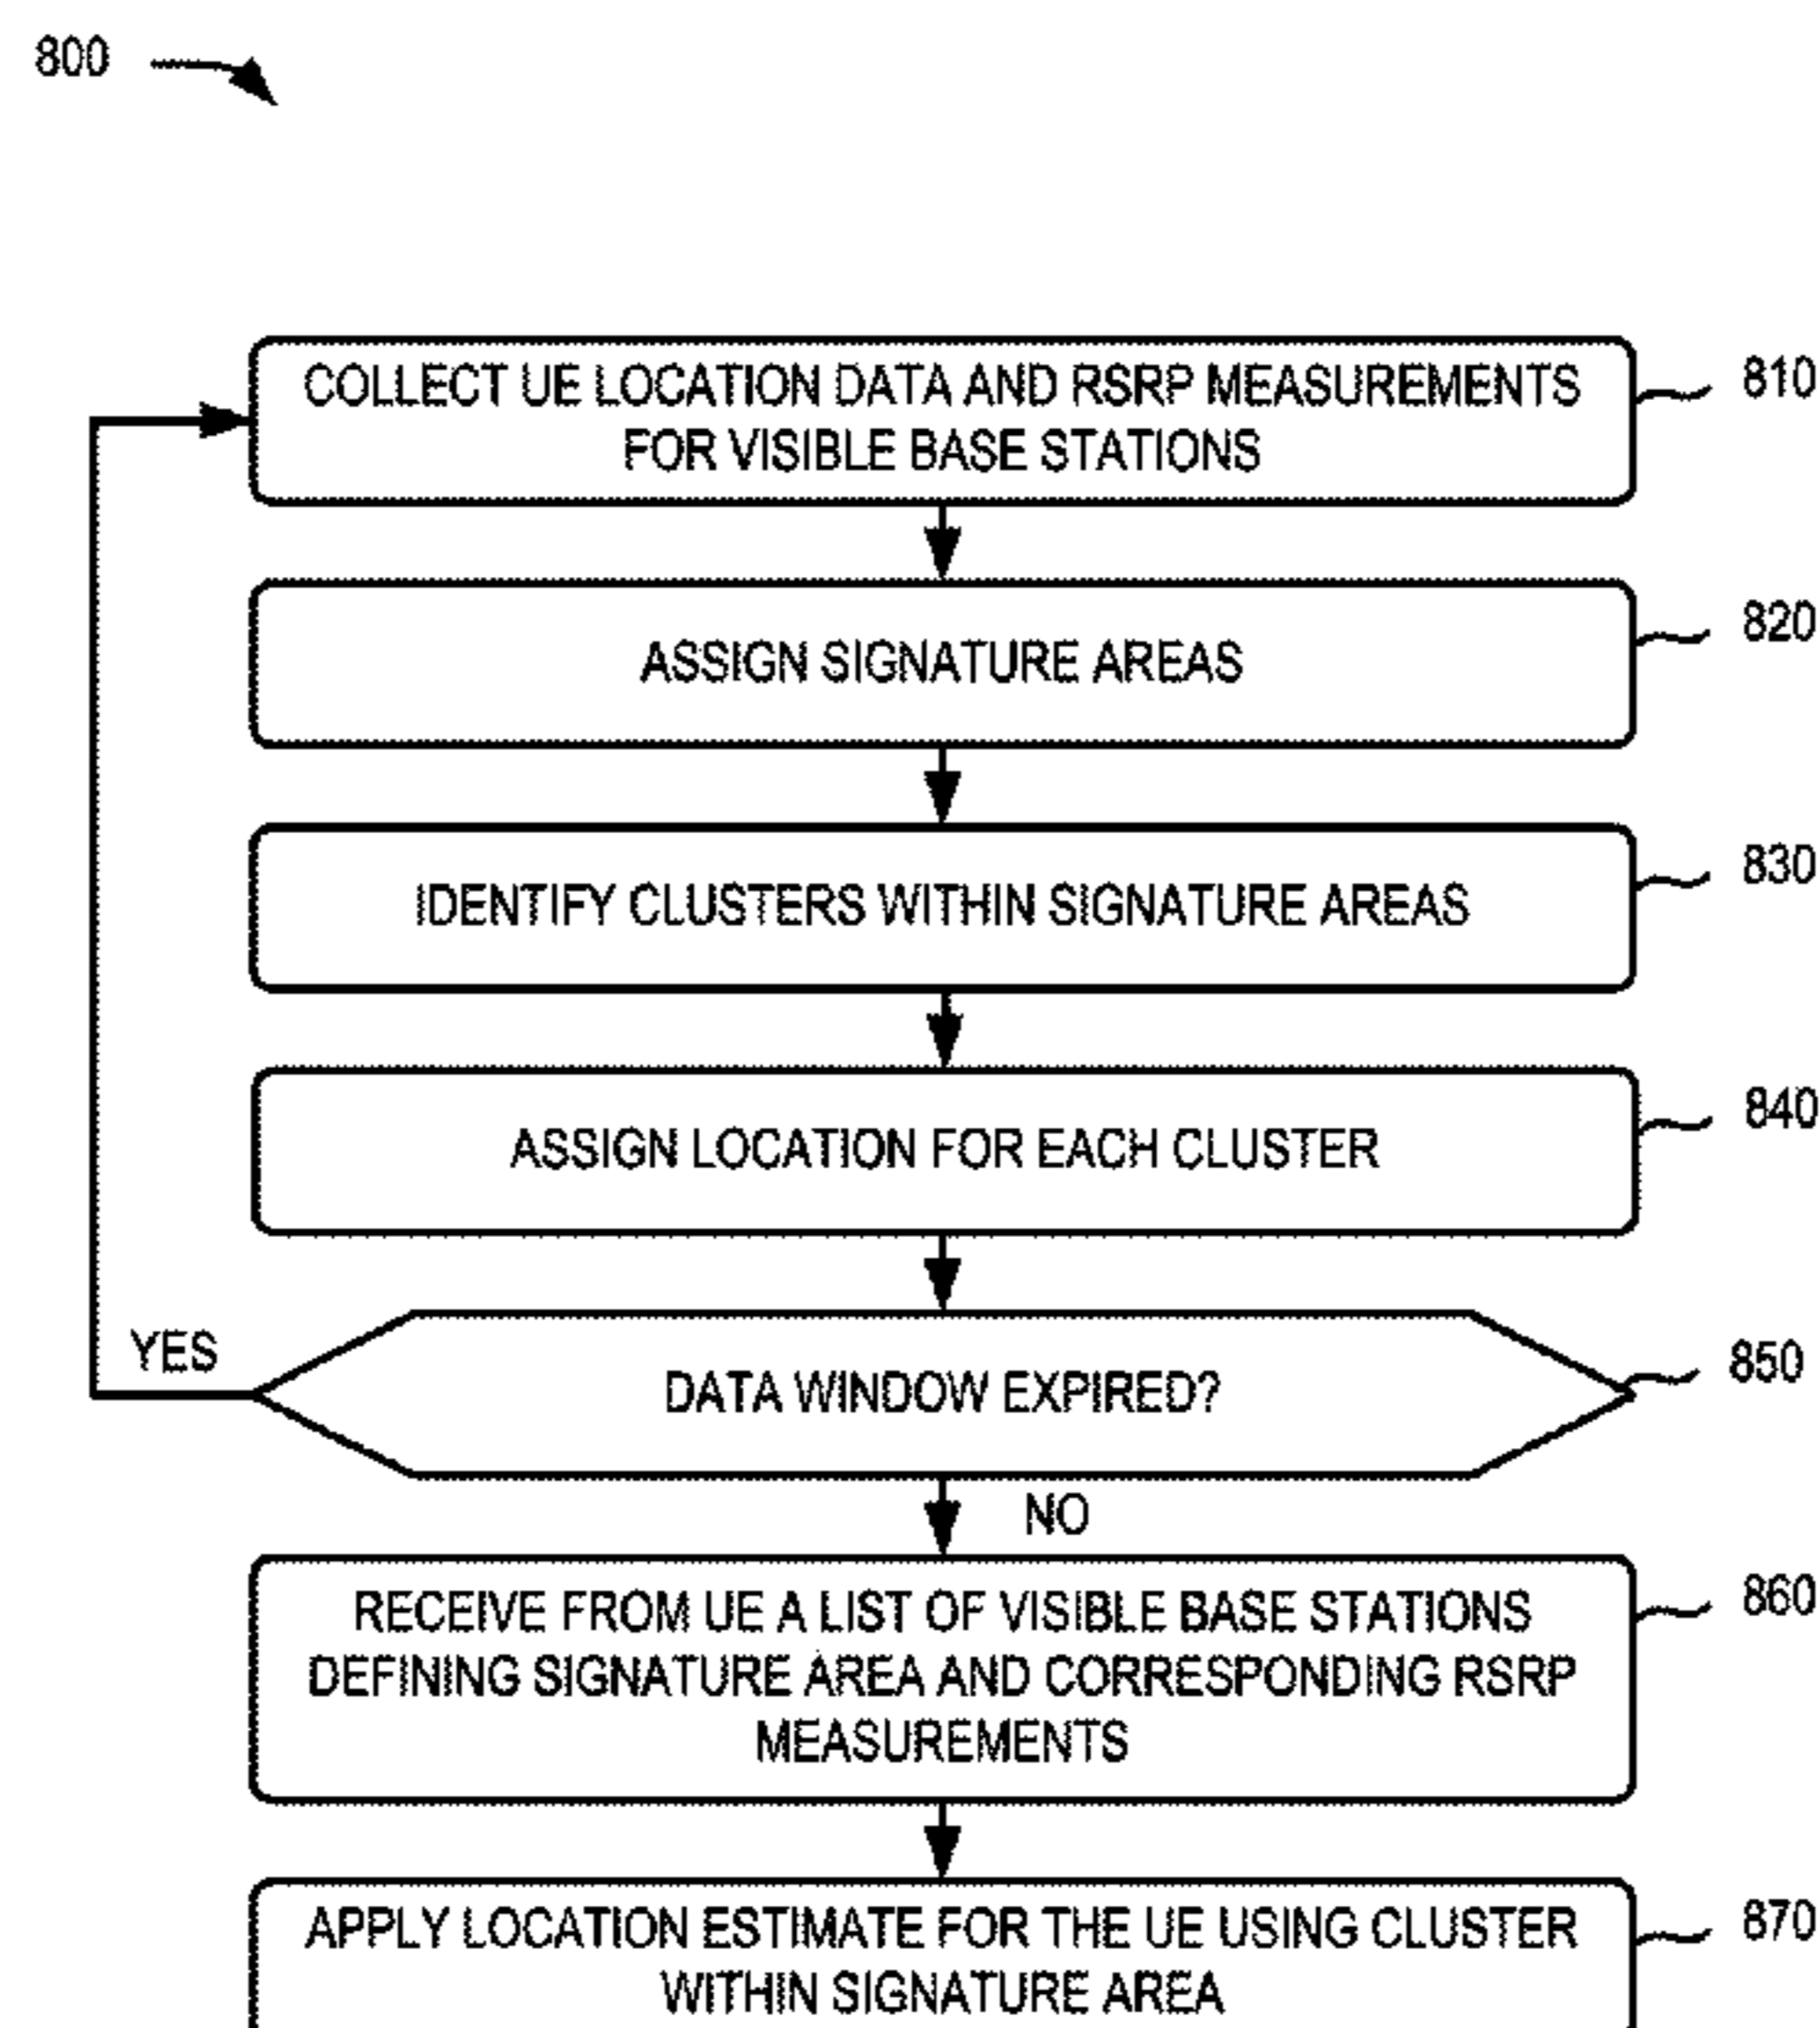 800
COLLECT UE LOCATION DATA AND RSRP MEASUREMENTS
FOR VISIBLE BASE STATIONS
810
ASSIGN SIGNATURE AREAS
820
IDENTIFY CLUSTERS WITHIN SIGNATURE AREAS
830
ASSIGN LOCATION FOR EACH CLUSTER
840
YES
DATA WINDOW EXPIRED?
850
NO
RECEIVE FROM UE A LIST OF VISIBLE BASE STATIONS
DEFINING SIGNATURE AREA AND CORRESPONDING RSRP
MEASUREMENTS
860
APPLY LOCATION ESTIMATE FOR THE UE USING CLUSTER
WITHIN SIGNATURE AREA
870